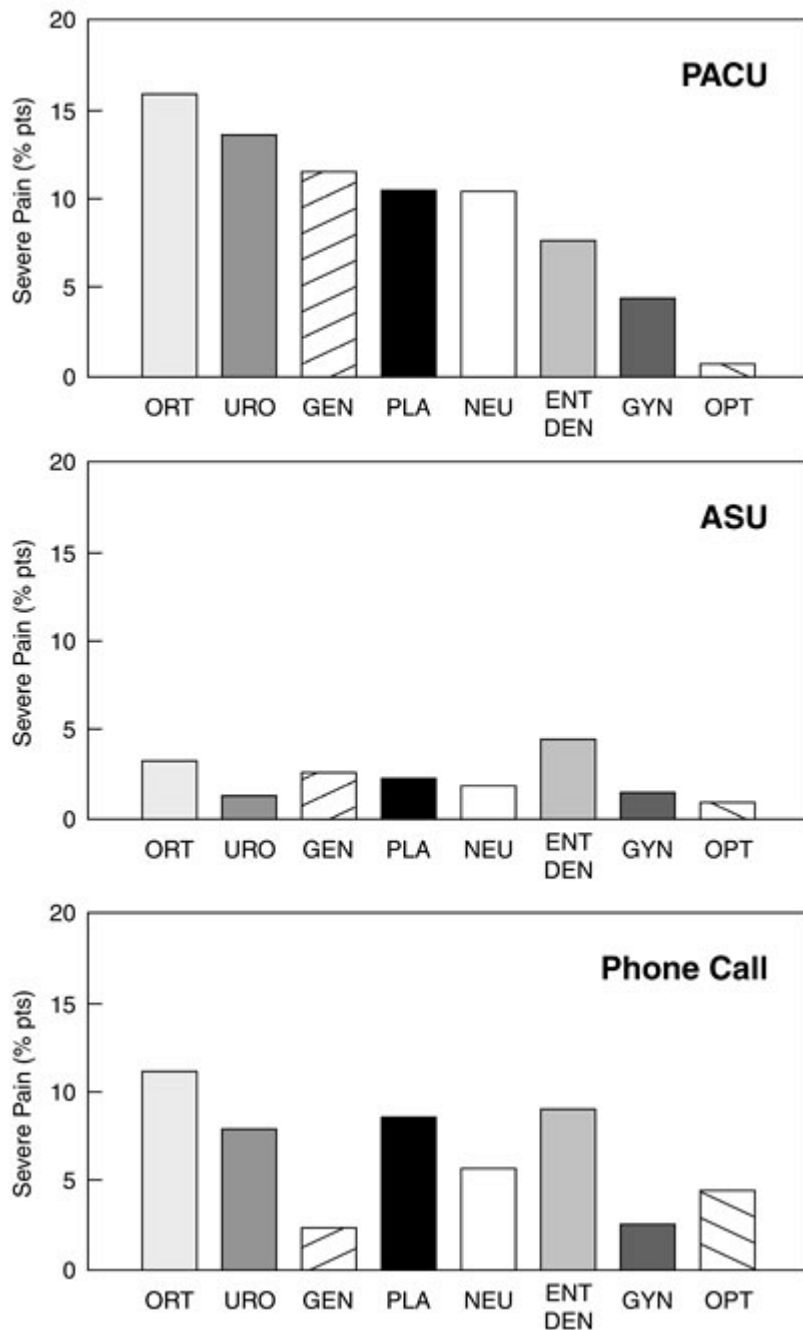 20
PACU
15
10
5
0
Severe Pain (% pts)
ORT URO GEN PLA NEU ENT DEN GYN OPT
20
ASU
15
10
5
0
Severe Pain (% pts)
ORT URO GEN PLA NEU ENT DEN GYN OPT
20
Phone Call
15
10
5
0
Severe Pain (% pts)
ORT URO GEN PLA NEU ENT DEN GYN OPT